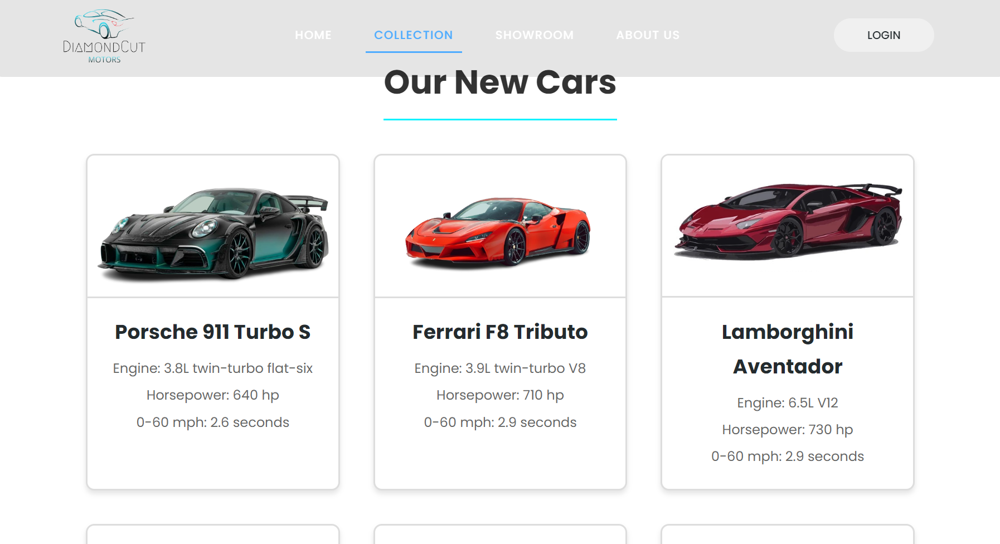 DIAMONDCUT
MOTORS
HOME
COLLECTION
SHOWROOM
ABOUT US
LOGIN
Our New Cars
Porsche 911 Turbo S
Engine: 3.8L twin-turbo flat-six
Horsepower: 640 hp
0-60 mph: 2.6 seconds
Ferrari F8 Tributo
Engine: 3.9L twin-turbo V8
Horsepower: 710 hp
0-60 mph: 2.9 seconds
Lamborghini
Aventador
Engine: 6.5L V12
Horsepower: 730 hp
0-60 mph: 2.9 seconds